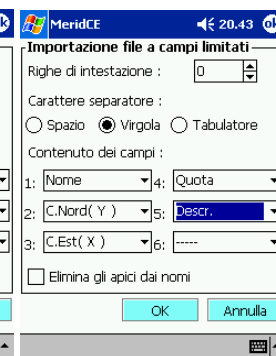 MeridCE 20.43 ok
Importazione file a campi limitati
Righe di intestazione : 0
Carattere separatore :
Spazio Virgola Tabulatore
Contenuto dei campi :
1: Nome 4: Quota
2: C.Nord( Y ) 5: Descr.
3: C.Est( X ) 6: -----
Elimina gli apici dai nomi
OK Annulla